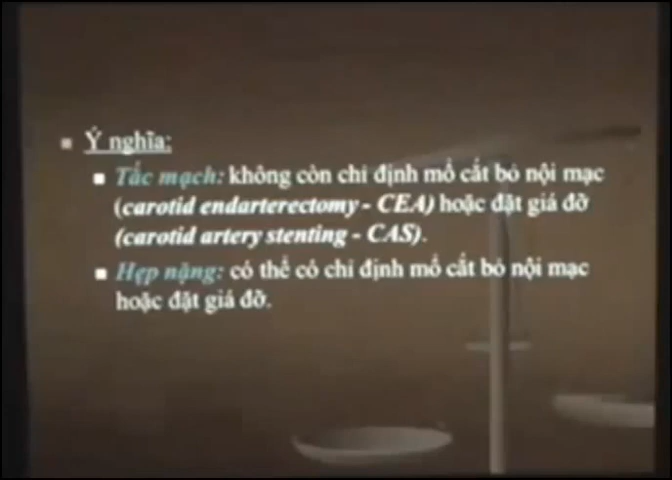 Ý nghĩa:
Tắc mạch: không còn chỉ định mổ cắt bỏ nội mạc
(carotid endarterectomy - CEA) hoặc đặt giá đỡ
(carotid artery stenting - CAS).
Hẹp nặng: có thể có chỉ định mổ cắt bỏ nội mạc
hoặc đặt giá đỡ.